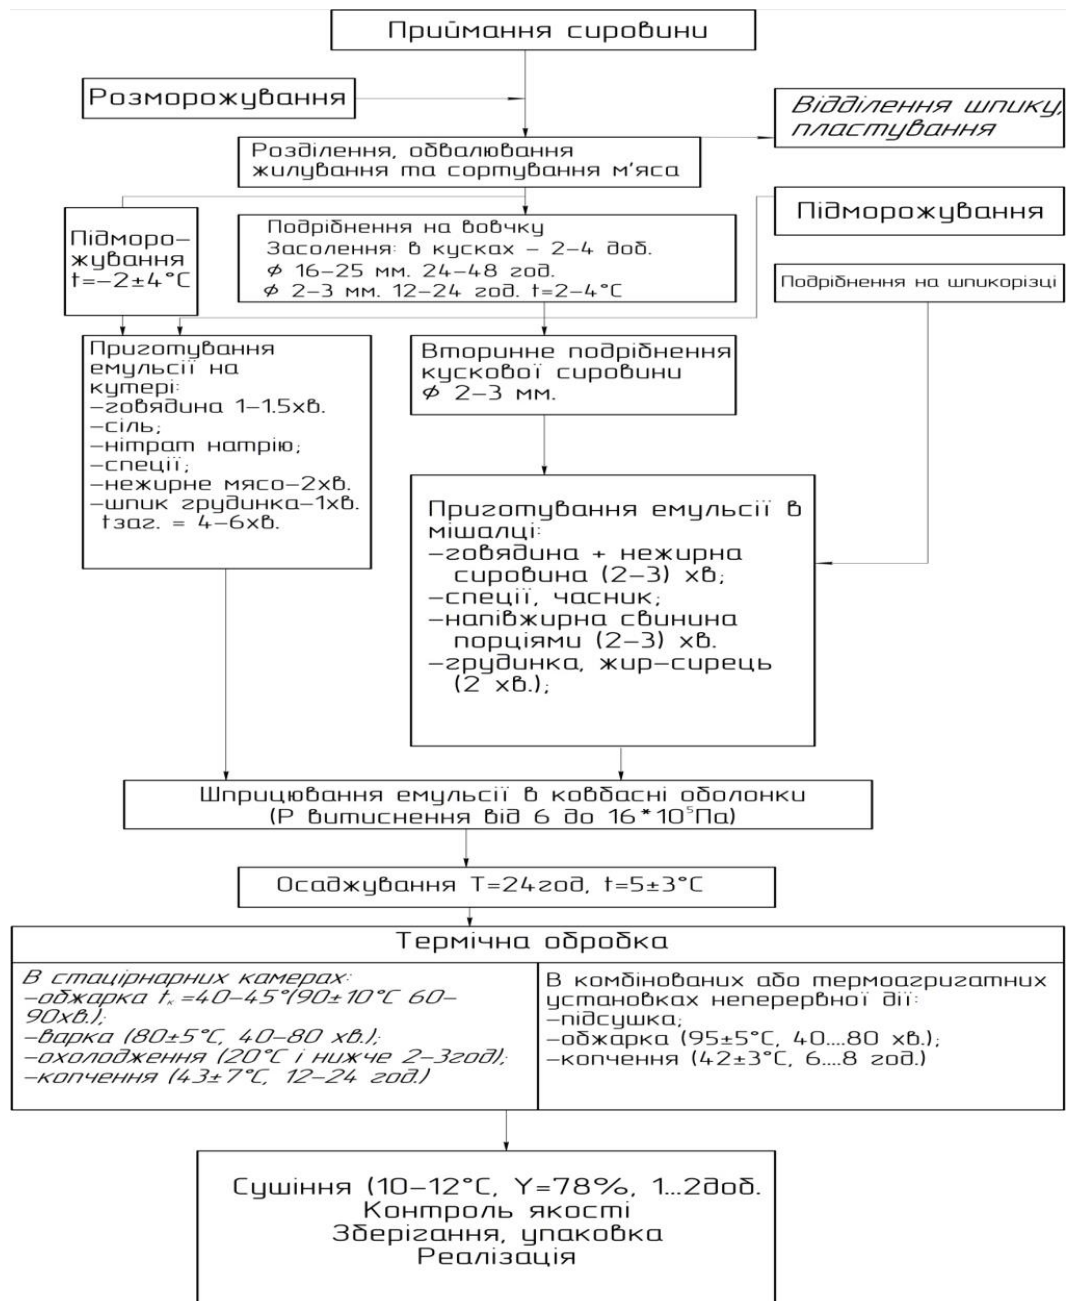 Приймання сировини
Розморожування
Відділення шпику,
пластування
Розділення, обвалювання
жилування та сортування м'яса
Підморо-
жування
t=-2±4°C
Подрібнення на вовчку
Засолення: в кусках - 2-4 доб.
ϕ 16-25 мм. 24-48 год.
ϕ 2-3 мм. 12-24 год. t=2-4°C
Підморожування
Подрібнення на шпикорізці
Приготування
емульсії на
кутері:
-говядина 1-1.5хв.
-сіль;
-нітрат натрію;
-спеції;
-нежирне мясо-2хв.
-шпик грудинка-1хв.
tзаг. = 4-6хв.
Вторинне подрібнення
кускової сировини
ϕ 2-3 мм.
Приготування емульсії в
мішалці:
-говядина + нежирна
сировина (2-3) хв;
-спеції, часник;
-напівжирна свинина
порціями (2-3) хв.
-грудинка, жир-сирець
(2 хв.);
Шприцювання емульсії в ковбасні оболонки
(Р витиснення від 6 до 16*10⁵Па)
Осаджування Т=24год, t=5±3°C
Термічна обробка
В стацірнарних камерах:
-обжарка tк=40-45°(90±10°C 60-
90хв.);
-варка (80±5°C, 40-80 хв.);
-охолодження (20°C і нижче 2-3год);
-копчення (43±7°C, 12-24 год.)
В комбінованих або термоагригатних
установках неперервної дії:
-підсушка;
-обжарка (95±5°C, 40....80 хв.);
-копчення (42±3°C, 6....8 год.)
Сушіння (10-12°C, Y=78%, 1...2доб.
Контроль якості
Зберігання, упаковка
Реалізація